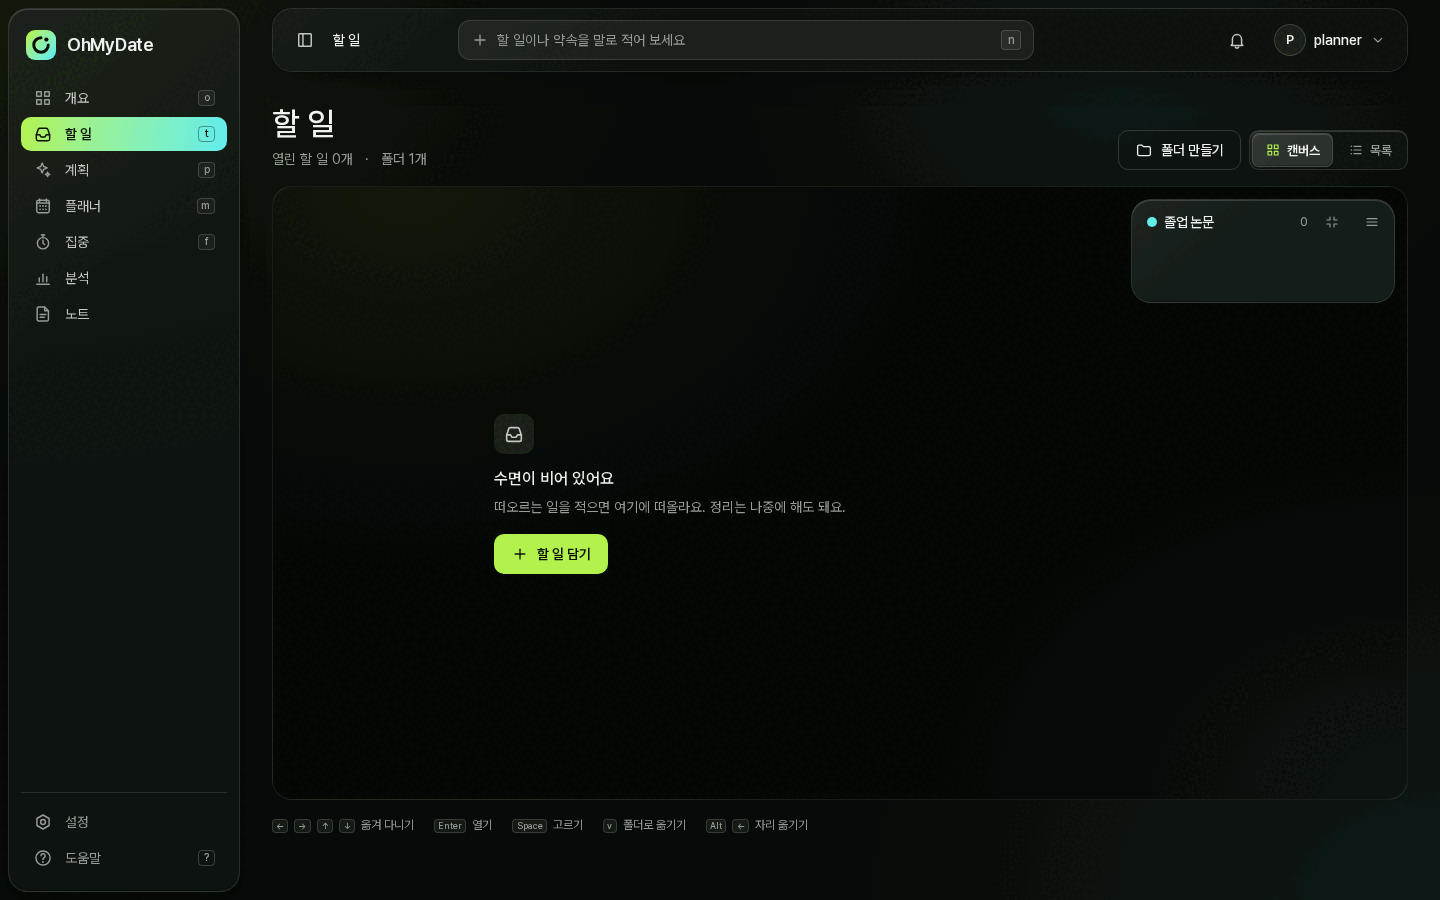 OhMyDate
개요 o
할 일 t
계획 p
플래너 m
집중 f
분석
노트
설정
도움말 ?
할 일
할 일이나 약속을 말로 적어 보세요 n
P planner
할 일
열린 할 일 0개 · 폴더 1개
폴더 만들기
캔버스
목록
졸업 논문 0
수면이 비어 있어요
떠오르는 일을 적으면 여기에 떠올라요. 정리는 나중에 해도 돼요.
할 일 담기
← → ↑ ↓ 옮겨 다니기 Enter 열기 Space 고르기 v 폴더로 옮기기 Alt ← 자리 옮기기